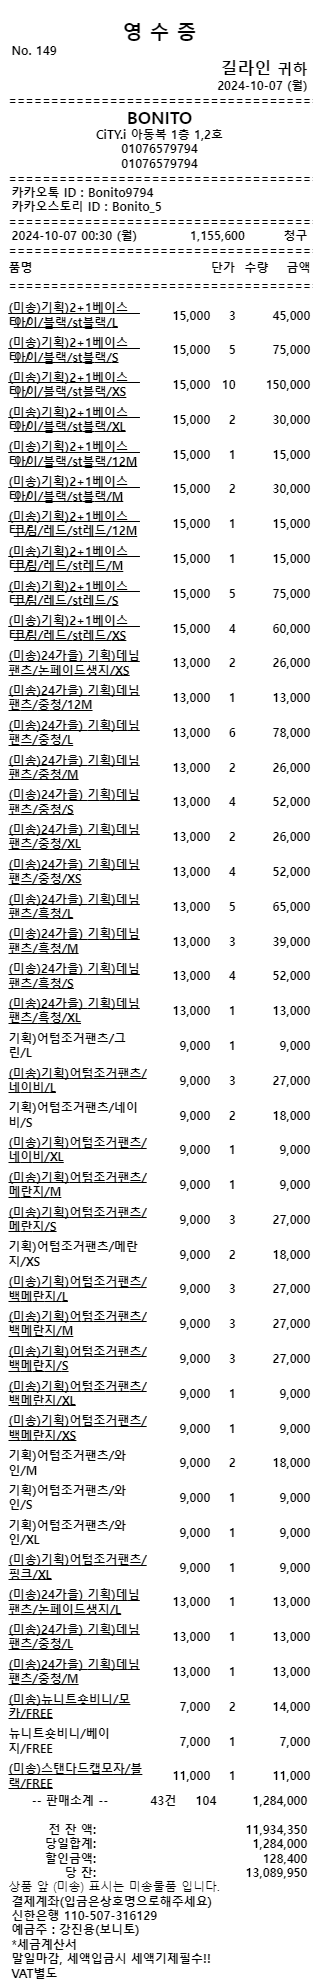 영 수 증
No. 149
길라인 귀하
2024-10-07 (월)
BONITO
CiTY.i 아동복 1층 1,2호
01076579794
01076579794
카카오톡 ID : Bonito9794
카카오스토리 ID : Bonito_5
2024-10-07 00:30 (월) 1,155,600 청구
품명 단가 수량 금액
(미송)기획)2+1베이스
/블랙/st블랙/L 15,000 3 45,000
(미송)기획)2+1베이스
/블랙/st블랙/S 15,000 5 75,000
(미송)기획)2+1베이스
/블랙/st블랙/XS 15,000 10 150,000
(미송)기획)2+1베이스
/블랙/st블랙/XL 15,000 2 30,000
(미송)기획)2+1베이스
/블랙/st블랙/12M 15,000 1 15,000
(미송)기획)2+1베이스
/블랙/st블랙/M 15,000 2 30,000
(미송)기획)2+1베이스
/레드/st레드/12M 15,000 1 15,000
(미송)기획)2+1베이스
/레드/st레드/M 15,000 1 15,000
(미송)기획)2+1베이스
/레드/st레드/S 15,000 5 75,000
(미송)기획)2+1베이스
/레드/st레드/XS 15,000 4 60,000
(미송)24가을) 기획)데님
팬츠/논페이드생지/XS 13,000 2 26,000
(미송)24가을) 기획)데님
팬츠/중청/12M 13,000 1 13,000
(미송)24가을) 기획)데님
팬츠/중청/L 13,000 6 78,000
(미송)24가을) 기획)데님
팬츠/중청/M 13,000 2 26,000
(미송)24가을) 기획)데님
팬츠/중청/S 13,000 4 52,000
(미송)24가을) 기획)데님
팬츠/중청/XL 13,000 2 26,000
(미송)24가을) 기획)데님
팬츠/중청/XS 13,000 4 52,000
(미송)24가을) 기획)데님
팬츠/흑청/L 13,000 5 65,000
(미송)24가을) 기획)데님
팬츠/흑청/M 13,000 3 39,000
(미송)24가을) 기획)데님
팬츠/흑청/S 13,000 4 52,000
(미송)24가을) 기획)데님
팬츠/흑청/XL 13,000 1 13,000
기획)어텀조거팬츠/그
린/L 9,000 1 9,000
(미송)기획)어텀조거팬츠/
네이비/L 9,000 3 27,000
기획)어텀조거팬츠/네이
비/S 9,000 2 18,000
(미송)기획)어텀조거팬츠/
네이비/XL 9,000 1 9,000
(미송)기획)어텀조거팬츠/
메란지/M 9,000 1 9,000
(미송)기획)어텀조거팬츠/
메란지/S 9,000 3 27,000
기획)어텀조거팬츠/메란
지/XS 9,000 2 18,000
(미송)기획)어텀조거팬츠/
백메란지/L 9,000 3 27,000
(미송)기획)어텀조거팬츠/
백메란지/M 9,000 3 27,000
(미송)기획)어텀조거팬츠/
백메란지/S 9,000 3 27,000
(미송)기획)어텀조거팬츠/
백메란지/XL 9,000 1 9,000
(미송)기획)어텀조거팬츠/
백메란지/XS 9,000 1 9,000
기획)어텀조거팬츠/와
인/M 9,000 2 18,000
기획)어텀조거팬츠/와
인/S 9,000 1 9,000
기획)어텀조거팬츠/와
인/XL 9,000 1 9,000
(미송)기획)어텀조거팬츠/
핑크/XL 9,000 1 9,000
(미송)24가을) 기획)데님
팬츠/논페이드생지/L 13,000 1 13,000
(미송)24가을) 기획)데님
팬츠/중청/L 13,000 1 13,000
(미송)24가을) 기획)데님
팬츠/중청/M 13,000 1 13,000
(미송)뉴니트숏비니/모
카/FREE 7,000 2 14,000
뉴니트숏비니/베이
지/FREE 7,000 1 7,000
(미송)스탠다드캡모자/블
랙/FREE 11,000 1 11,000
-- 판매소계 -- 43건 104 1,284,000
전 잔 액: 11,934,350
당일합계: 1,284,000
할인금액: 128,400
당 잔: 13,089,950
상품 앞 (미송) 표시는 미송물품 입니다.
결제계좌(입금은상호명으로해주세요)
신한은행 110-507-316129
예금주 : 강진용(보니토)
*세금계산서
말일마감, 세액입금시 세액기제필수!!
VAT별도